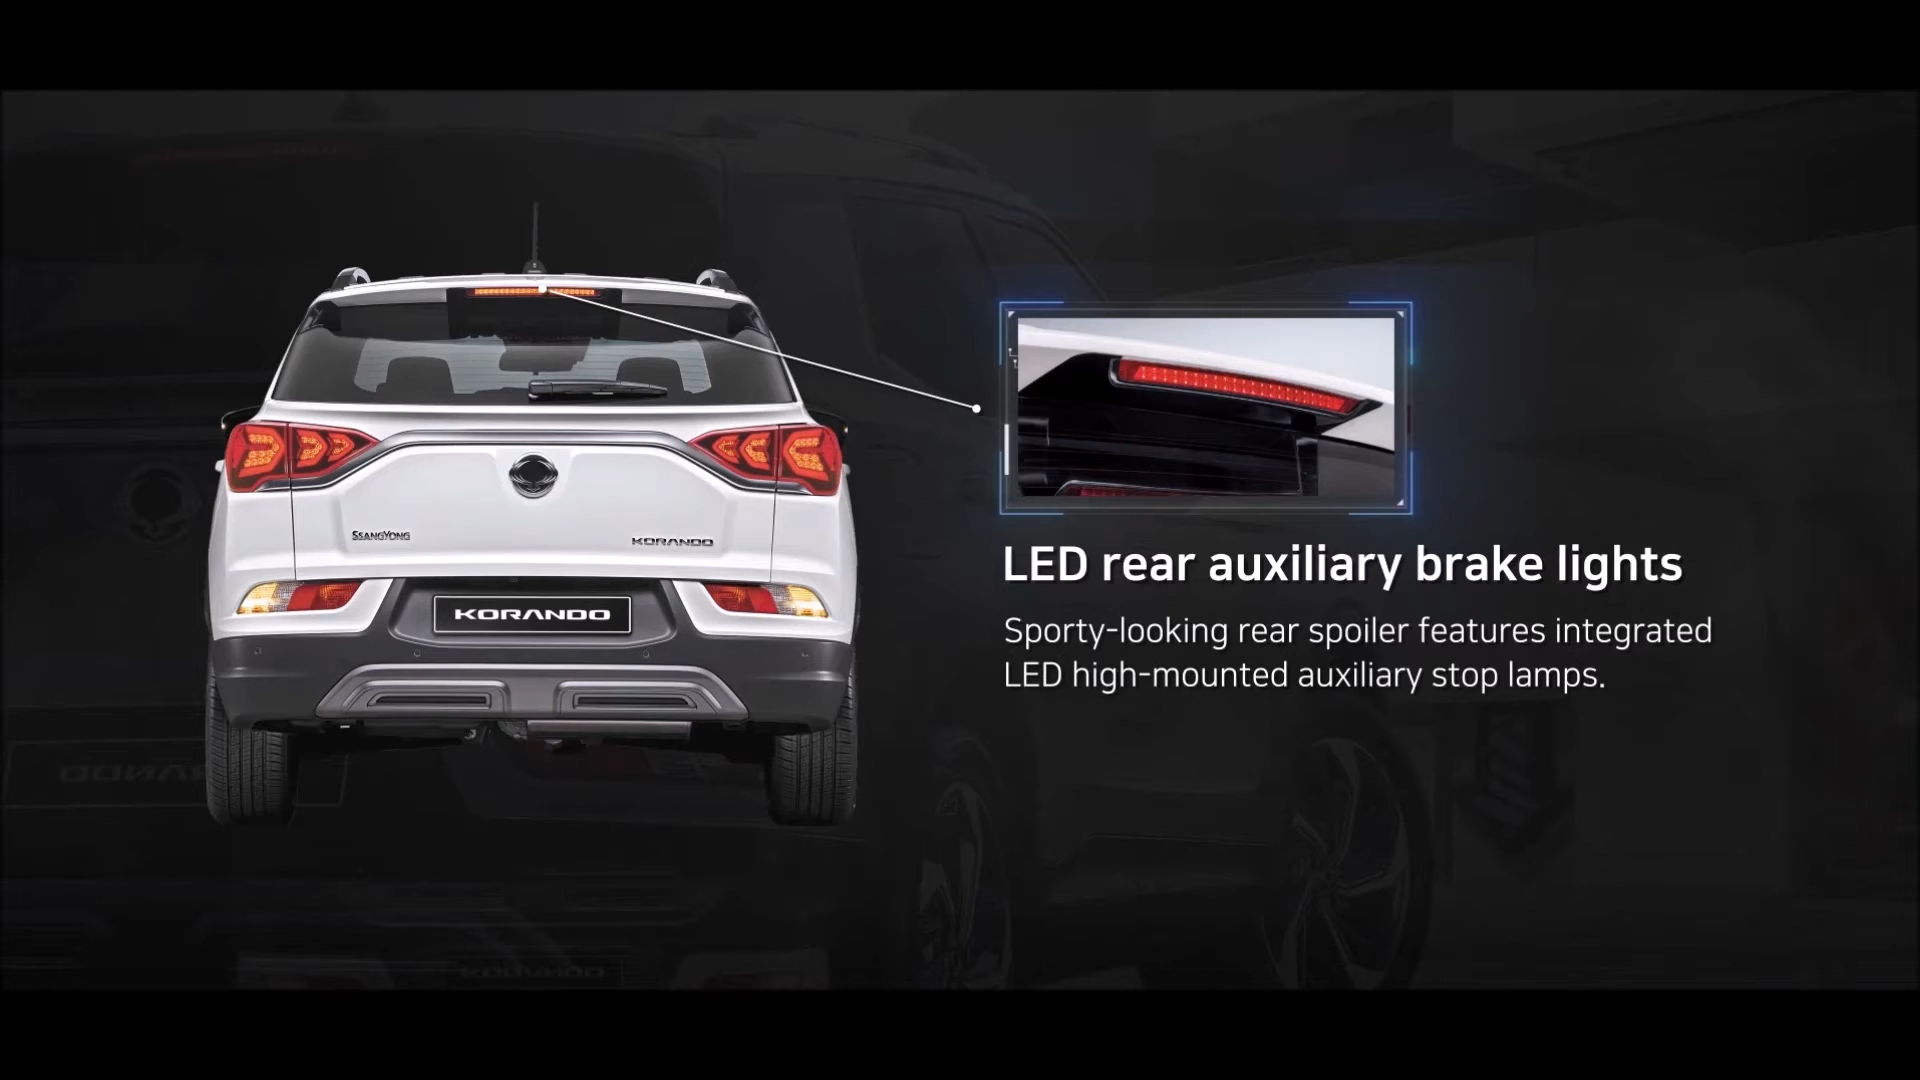 SSANGYONG
KORANDO
KORANDO
LED rear auxiliary brake lights
Sporty-looking rear spoiler features integrated
LED high-mounted auxiliary stop lamps.